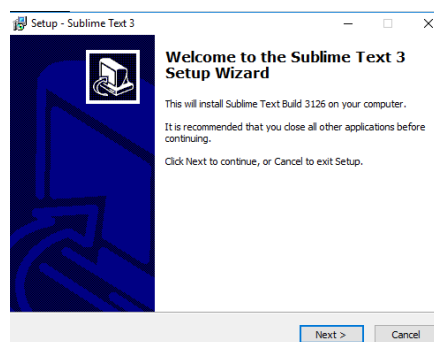 Setup - Sublime Text 3
Welcome to the Sublime Text 3
Setup Wizard
This will install Sublime Text Build 3126 on your computer.
It is recommended that you close all other applications before
continuing.
Click Next to continue, or Cancel to exit Setup.
Next >
Cancel